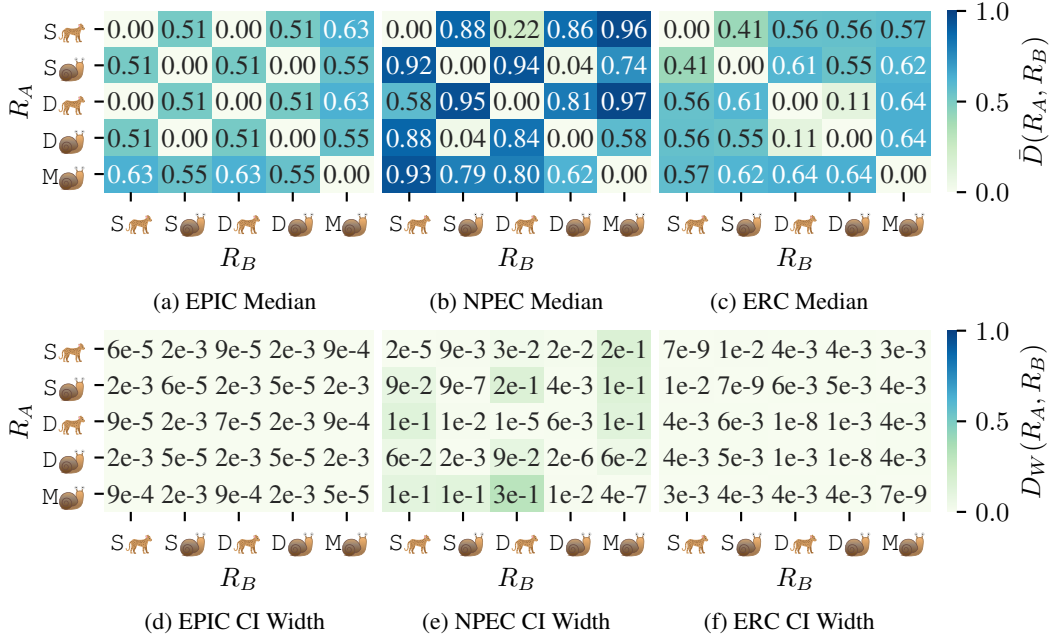 S 0.00 0.51 0.00 0.51 0.63 0.00 0.88 0.22 0.86 0.96 0.00 0.41 0.56 0.56 0.57 1.0
S 0.51 0.00 0.51 0.00 0.55 0.92 0.00 0.94 0.04 0.74 0.41 0.00 0.61 0.55 0.62
R_A D 0.00 0.51 0.00 0.51 0.63 0.58 0.95 0.00 0.81 0.97 0.56 0.61 0.00 0.11 0.64 0.5 D̄(R_A, R_B)
D 0.51 0.00 0.51 0.00 0.55 0.88 0.04 0.84 0.00 0.58 0.56 0.55 0.11 0.00 0.64
M 0.63 0.55 0.63 0.55 0.00 0.93 0.79 0.80 0.62 0.00 0.57 0.62 0.64 0.64 0.00 0.0
S S D D M S S D D M S S D D M
R_B R_B R_B
(a) EPIC Median (b) NPEC Median (c) ERC Median
S 6e-5 2e-3 9e-5 2e-3 9e-4 2e-5 9e-3 3e-2 2e-2 2e-1 7e-9 1e-2 4e-3 4e-3 3e-3 1.0
S 2e-3 6e-5 2e-3 5e-5 2e-3 9e-2 9e-7 2e-1 4e-3 1e-1 1e-2 7e-9 6e-3 5e-3 4e-3
R_A D 9e-5 2e-3 7e-5 2e-3 9e-4 1e-1 1e-2 1e-5 6e-3 1e-1 4e-3 6e-3 1e-8 1e-3 4e-3 0.5 D_W(R_A, R_B)
D 2e-3 5e-5 2e-3 5e-5 2e-3 6e-2 2e-3 9e-2 2e-6 6e-2 4e-3 5e-3 1e-3 1e-8 4e-3
M 9e-4 2e-3 9e-4 2e-3 5e-5 1e-1 1e-1 3e-1 1e-2 4e-7 3e-3 4e-3 4e-3 4e-3 7e-9 0.0
S S D D M S S D D M S S D D M
R_B R_B R_B
(d) EPIC CI Width (e) NPEC CI Width (f) ERC CI Width